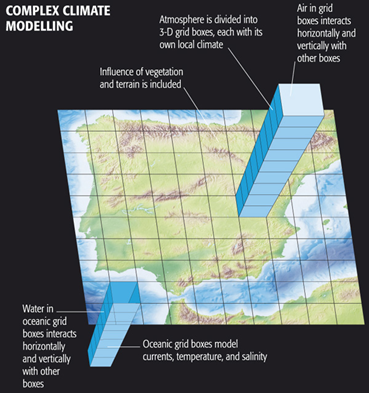 COMPLEX CLIMATE
MODELLING
Atmosphere is divided into
3-D grid boxes, each with its
own local climate
Air in grid
boxes interacts
horizontally and
vertically with
other boxes
Influence of vegetation
and terrain is included
Water in
oceanic grid
boxes interacts
horizontally
and vertically
with other
boxes
Oceanic grid boxes model
currents, temperature, and salinity